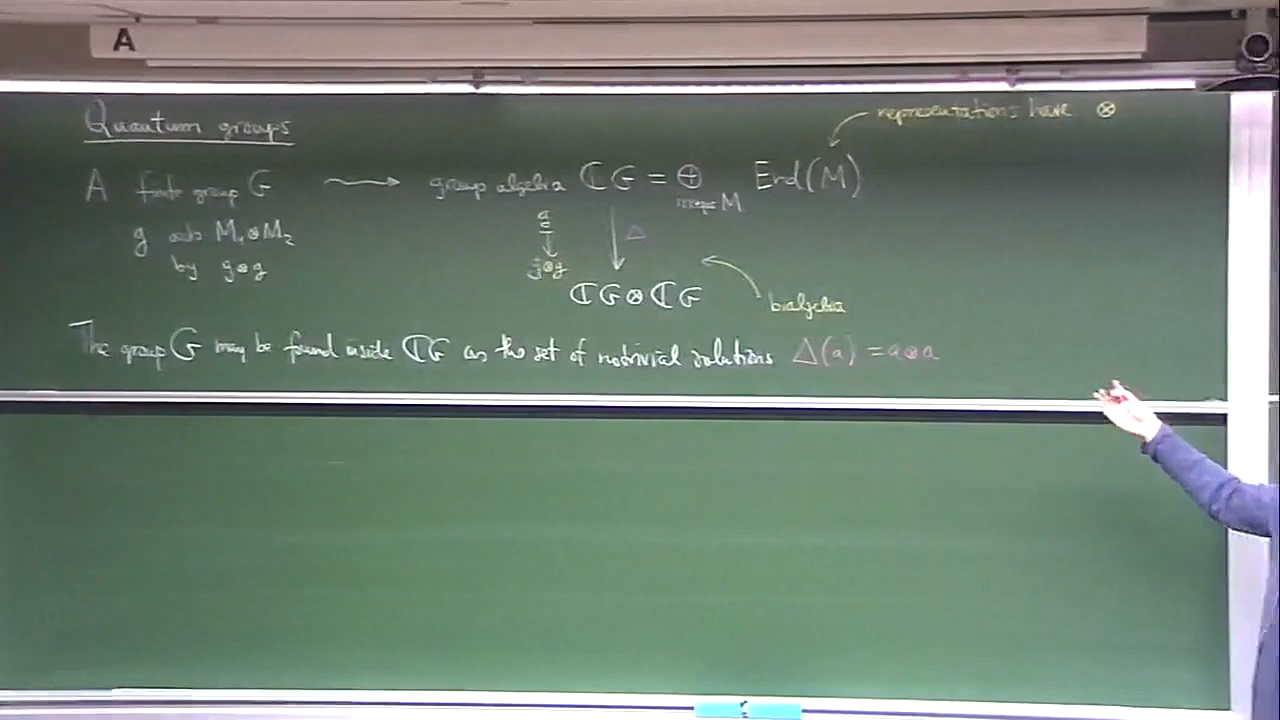 A
Quantum groups
representations have ⊗
A finite group G ⟿ group algebra ℂG = ⊕ End(M)
irreps M
g acts M₁⊗M₂
by g⊗g
g
↓
g⊗g
Δ
ℂG⊗ℂG
bialgebra
The group G may be found inside ℂG as the set of nontrivial solutions Δ(a) = a⊗a